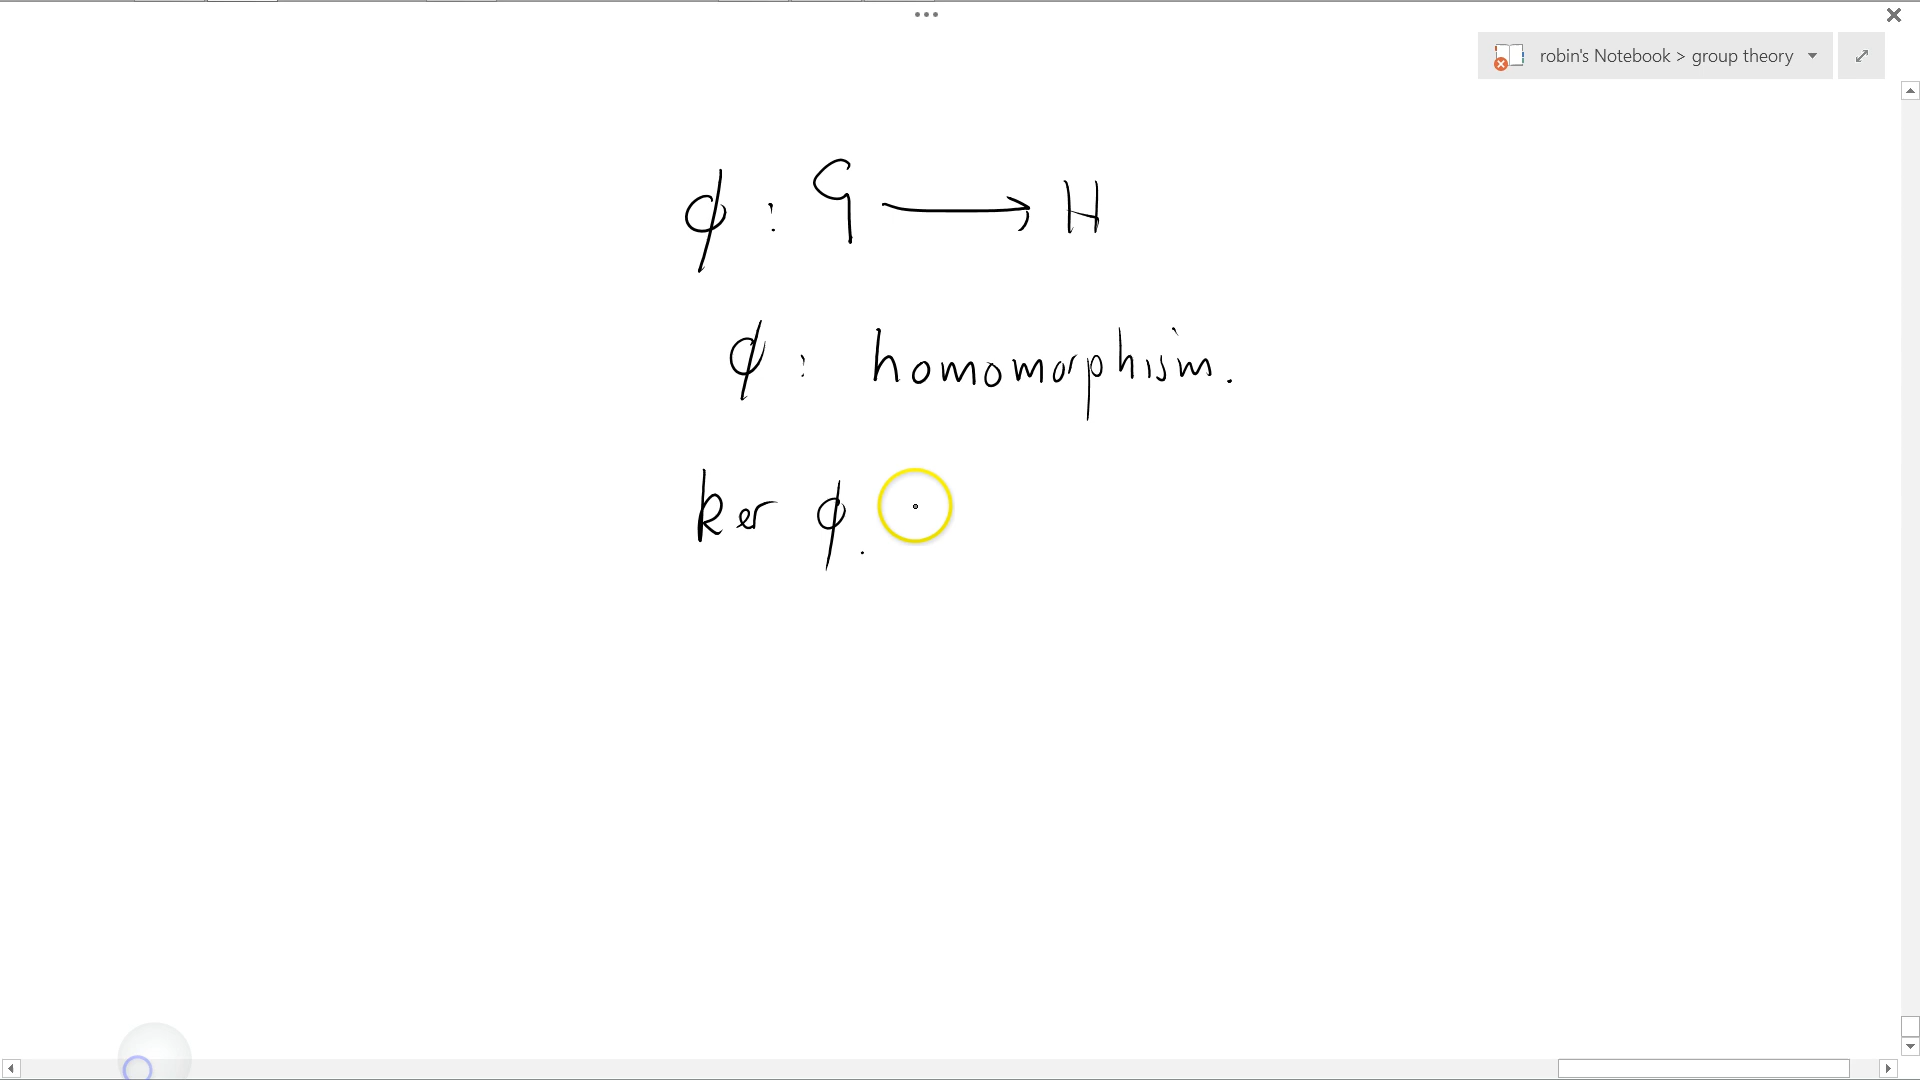 robin's Notebook > group theory
ϕ : G ⟶ H
ϕ : homomorphism.
ker ϕ.